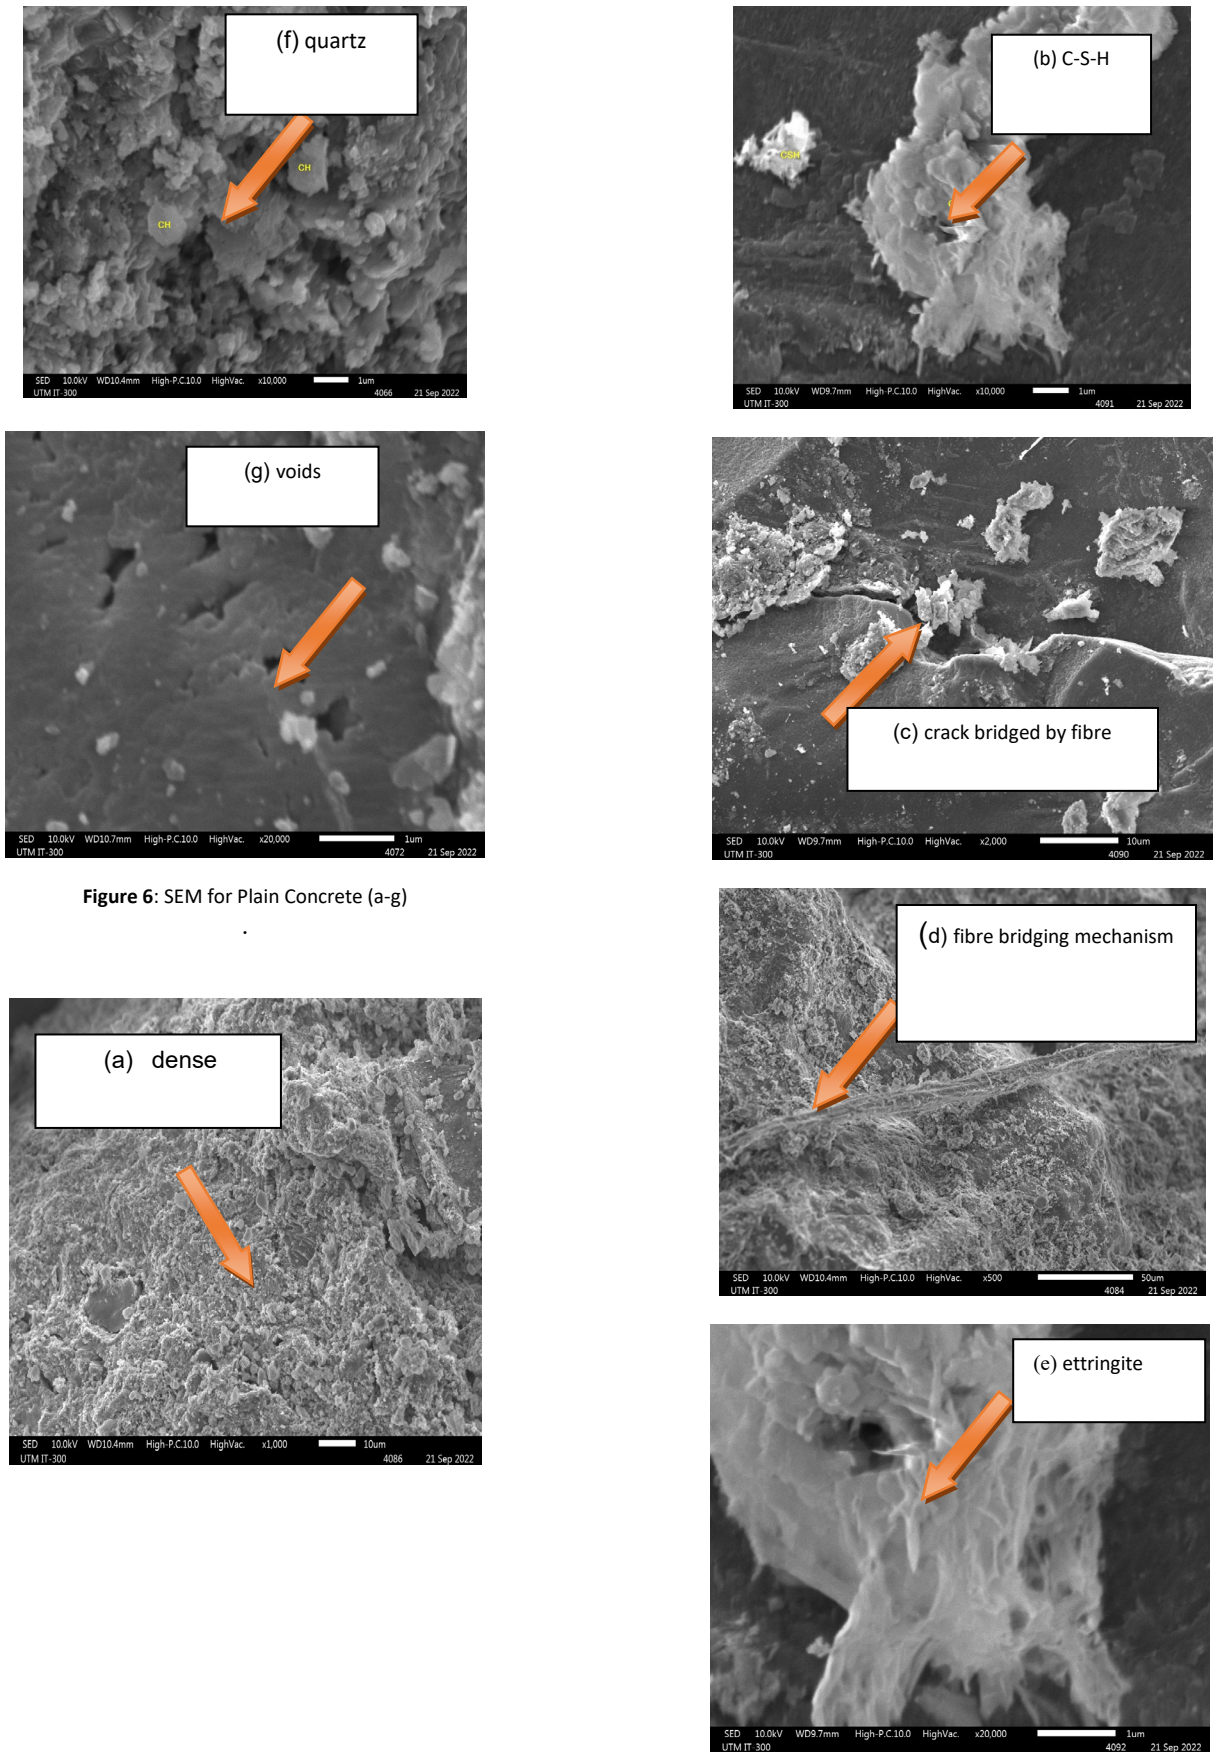 (f) quartz
CH
CH
SED 10.0kV WD10.4mm High-P.C.10.0 HighVac. x10,000 1um
UTM IT-300 4066 21 Sep 2022
(g) voids
SED 10.0kV WD10.7mm High-P.C.10.0 HighVac. x20,000 1um
UTM IT-300 4072 21 Sep 2022
Figure 6: SEM for Plain Concrete (a-g)
.
(a) dense
SED 10.0kV WD10.4mm High-P.C.10.0 HighVac. x1,000 10um
UTM IT-300 4086 21 Sep 2022
(b) C-S-H
CSH
SED 10.0kV WD9.7mm High-P.C.10.0 HighVac. x10,000 1um
UTM IT-300 4091 21 Sep 2022
(c) crack bridged by fibre
SED 10.0kV WD9.7mm High-P.C.10.0 HighVac. x2,000 10um
UTM IT-300 4090 21 Sep 2022
(d) fibre bridging mechanism
SED 10.0kV WD10.4mm High-P.C.10.0 HighVac. x500 50um
UTM IT-300 4084 21 Sep 2022
(e) ettringite
SED 10.0kV WD9.7mm High-P.C.10.0 HighVac. x20,000 1um
UTM IT-300 4092 21 Sep 2022